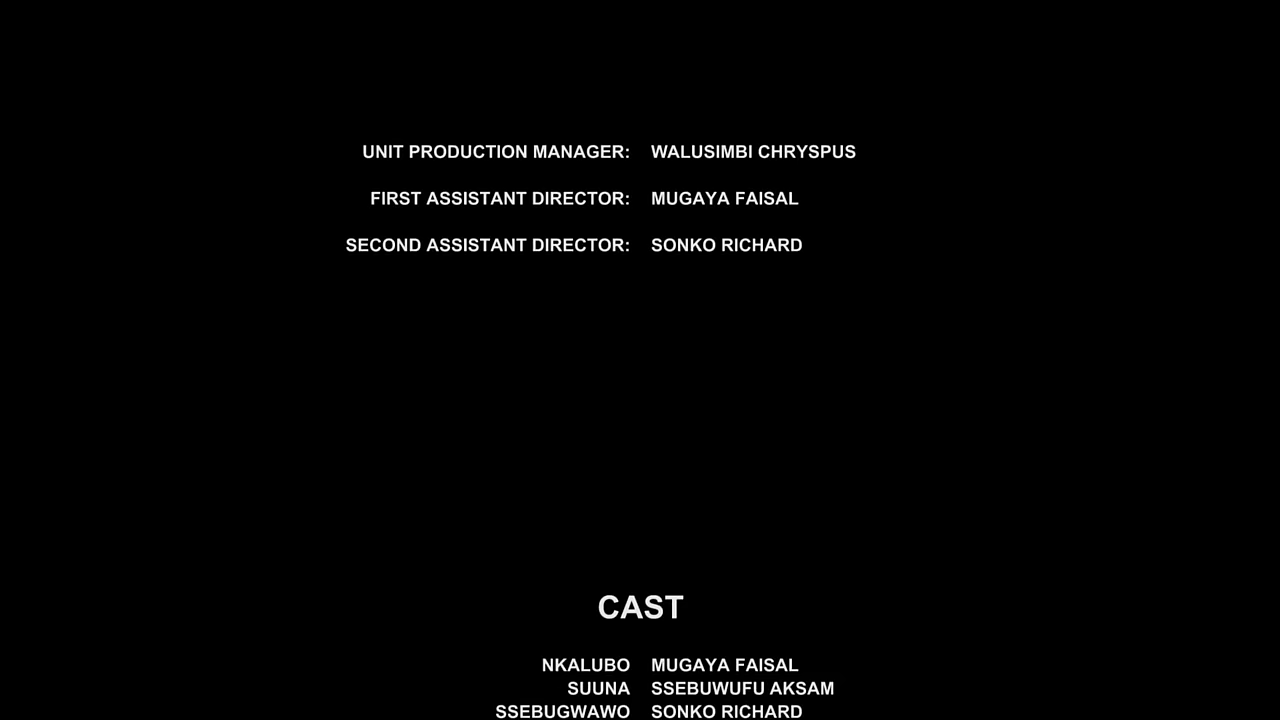 UNIT PRODUCTION MANAGER: WALUSIMBI CHRYSPUS
FIRST ASSISTANT DIRECTOR: MUGAYA FAISAL
SECOND ASSISTANT DIRECTOR: SONKO RICHARD
CAST
NKALUBO MUGAYA FAISAL
SUUNA SSEBUWUFU AKSAM
SSEBUGWAWO SONKO RICHARD